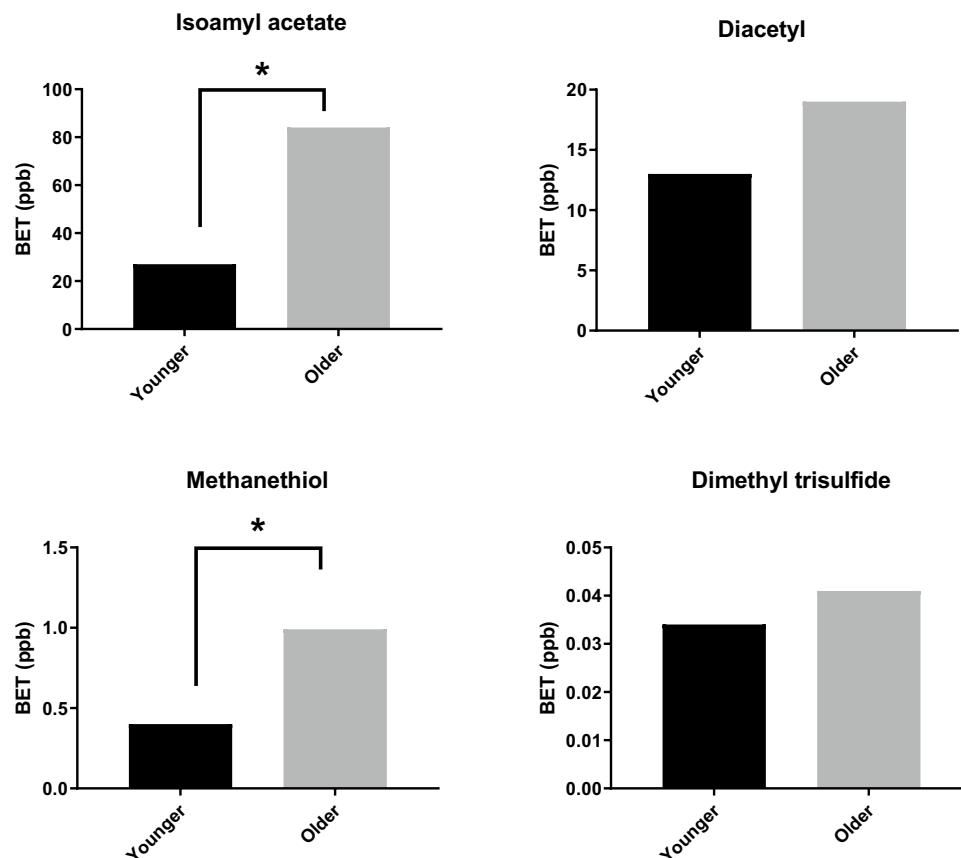 Isoamyl acetate
*
BET (ppb)
100
80
60
40
20
0
Younger
Older
Diacetyl
BET (ppb)
20
15
10
5
0
Younger
Older
Methanethiol
*
BET (ppb)
1.5
1.0
0.5
0.0
Younger
Older
Dimethyl trisulfide
BET (ppb)
0.05
0.04
0.03
0.02
0.01
0.00
Younger
Older